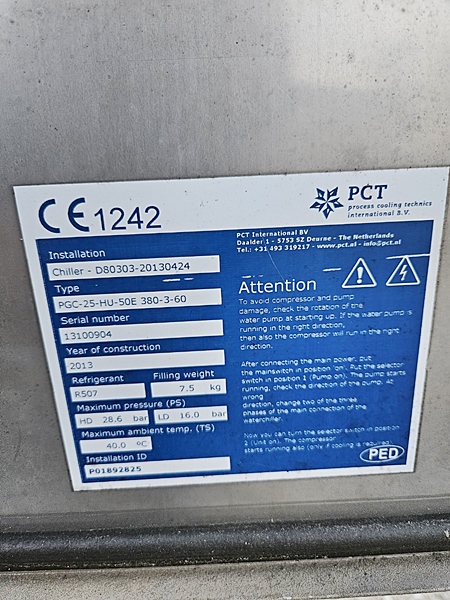 CE 1242
PCT
process cooling technics
international B.V.
PCT International BV
Daalder 1 - 5753 SZ Deurne - The Netherlands
Tel.: +31 493 319217 - www.pct.nl - info@pct.nl
Installation
Chiller - D80303-20130424
Type
PGC-25-HU-50E 380-3-60
Serial number
13100904
Year of construction
2013
Refrigerant
R507
Filling weight
7.5 kg
Maximum pressure (PS)
HD 28.6 bar LD 16.0 bar
Maximum ambient temp. (TS)
40.0 ºC
Installation ID
P01892825
Attention
To avoid compressor and pump
damage, check the rotation of the
water pump at starting up. If the water pump is
running in the right direction,
then also the compressor will run in the right
direction.
After connecting the main power, put
the mainswitch in position 'on'. Put the selector
switch in position 1 (Pump on). The pump starts
running, check the direction of the pump. At
wrong
direction, change two of the three
phases of the main connection of the
waterchiller.
Now you can turn the selector switch in position
2 (Unit on). The compressor
starts running also (only if cooling is required)
PED